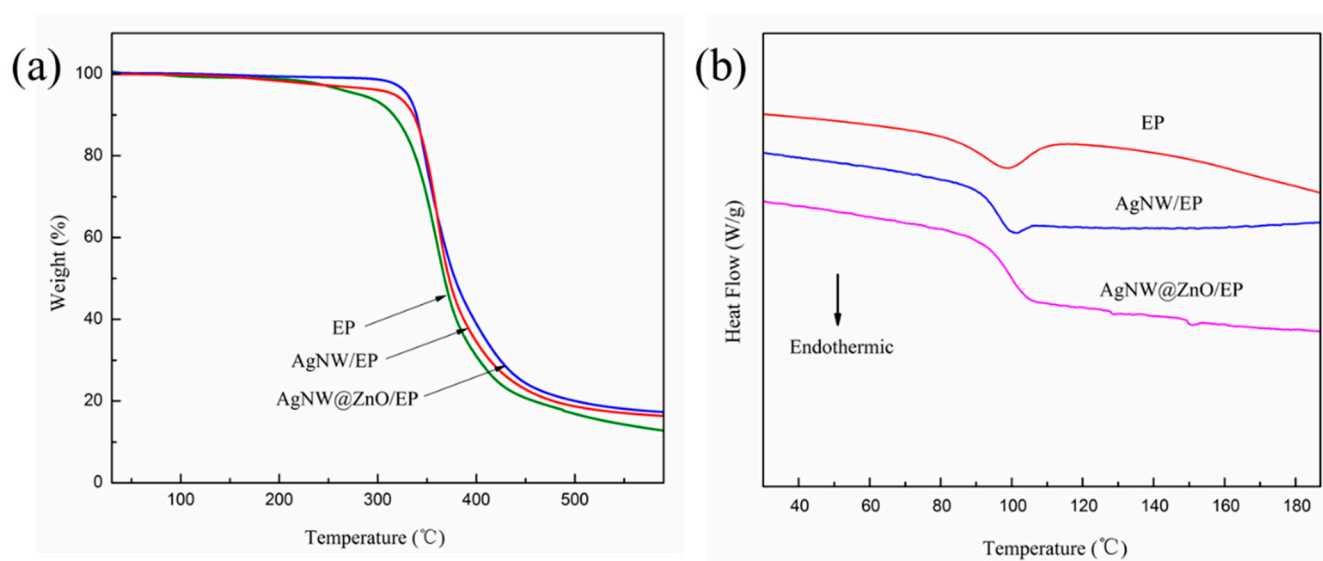 (a)
100
80
60
40
20
0
Weight (%)
EP
AgNW/EP
AgNW@ZnO/EP
100 200 300 400 500
Temperature (℃)
(b)
Heat Flow (W/g)
EP
AgNW/EP
AgNW@ZnO/EP
Endothermic
40 60 80 100 120 140 160 180
Temperature (℃)